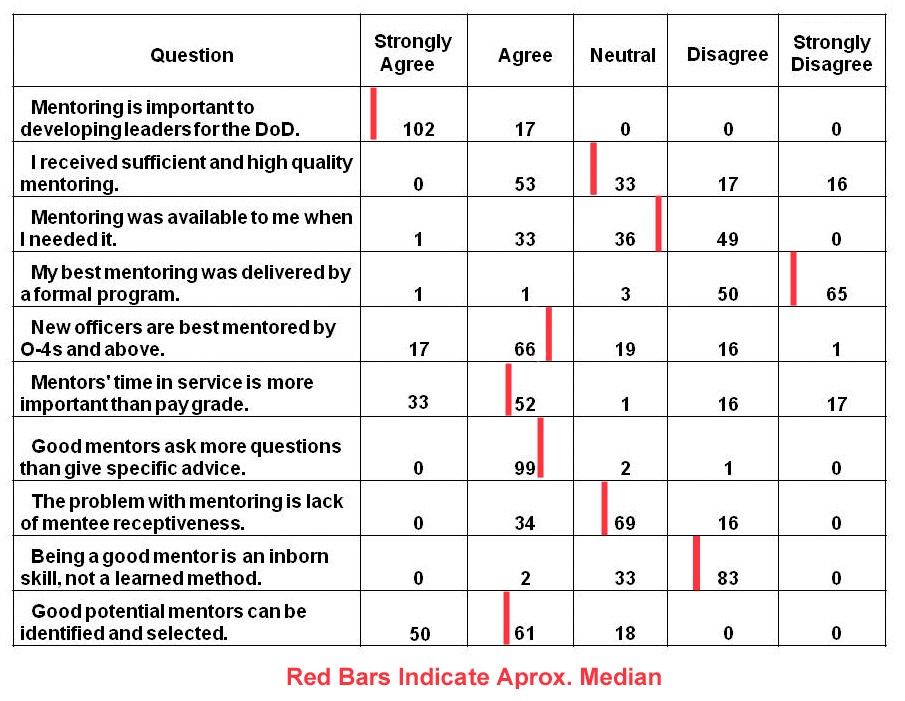 Question Strongly Agree Agree Neutral Disagree Strongly Disagree
Mentoring is important to
developing leaders for the DoD. 102 17 0 0 0
I received sufficient and high quality
mentoring. 0 53 33 17 16
Mentoring was available to me when
I needed it. 1 33 36 49 0
My best mentoring was delivered by
a formal program. 1 1 3 50 65
New officers are best mentored by
O-4s and above. 17 66 19 16 1
Mentors' time in service is more
important than pay grade. 33 52 1 16 17
Good mentors ask more questions
than give specific advice. 0 99 2 1 0
The problem with mentoring is lack
of mentee receptiveness. 0 34 69 16 0
Being a good mentor is an inborn
skill, not a learned method. 0 2 33 83 0
Good potential mentors can be
identified and selected. 50 61 18 0 0
Red Bars Indicate Aprox. Median